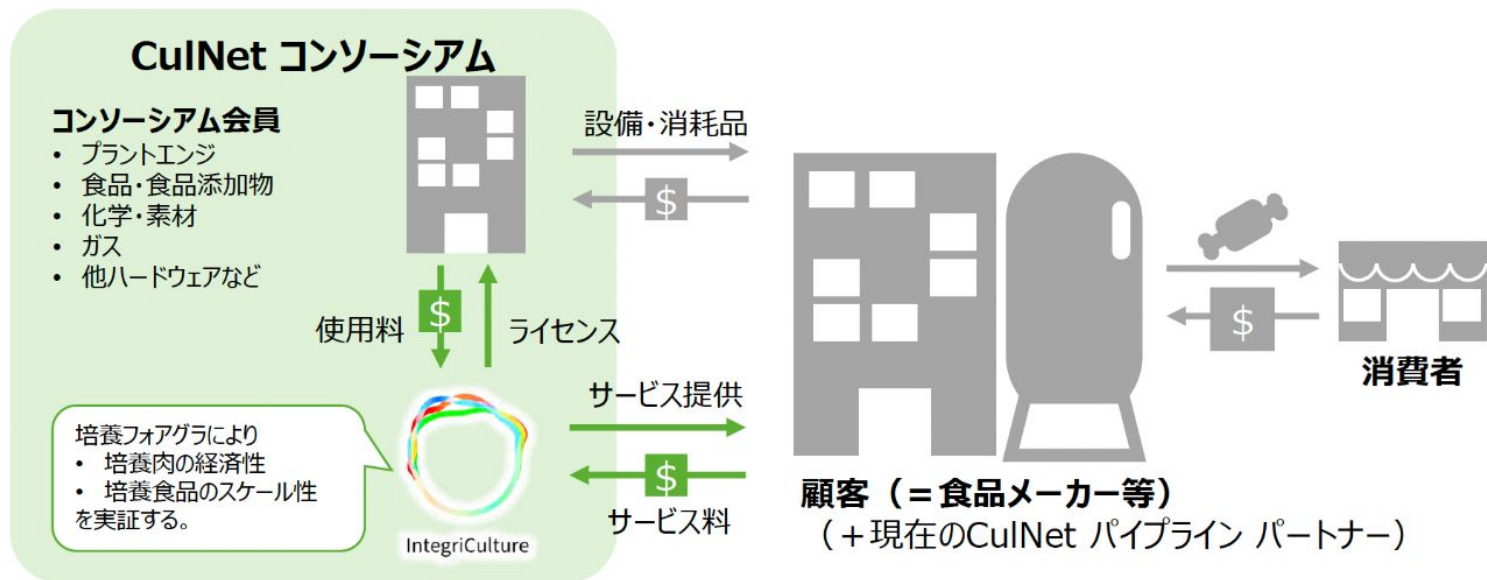 CulNet コンソーシアム
コンソーシアム会員
• プラントエンジ
• 食品・食品添加物
• 化学・素材
• ガス
• 他ハードウェアなど
設備・消耗品
$
使用料
$
ライセンス
培養フォアグラにより
• 培養肉の経済性
• 培養食品のスケール性
を実証する。
IntegriCulture
サービス提供
$
サービス料
顧客（＝食品メーカー等）
（＋現在のCulNet パイプライン パートナー）
$
消費者